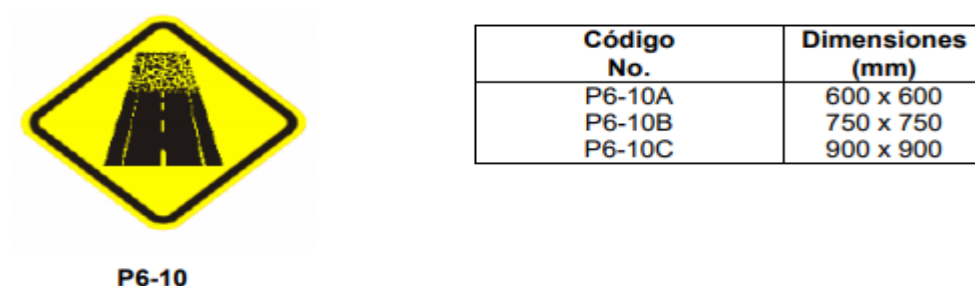 Código No. Dimensiones (mm)
P6-10A 600 x 600
P6-10B 750 x 750
P6-10C 900 x 900
P6-10